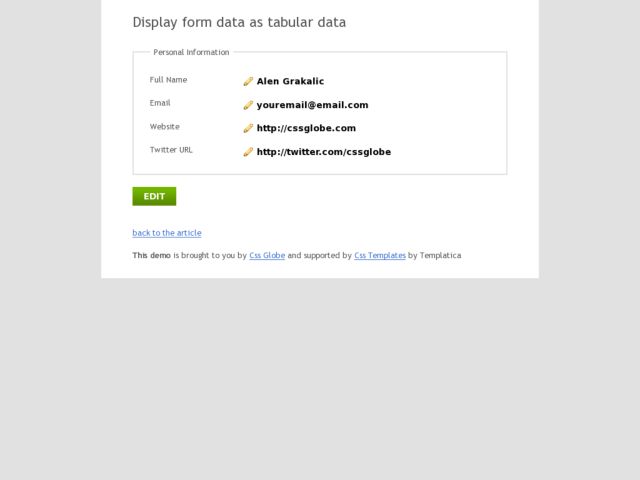 Display form data as tabular data
Personal Information
Full Name Alen Grakalic
Email youremail@email.com
Website http://cssglobe.com
Twitter URL http://twitter.com/cssglobe
EDIT
back to the article
This demo is brought to you by Css Globe and supported by Css Templates by Templatica